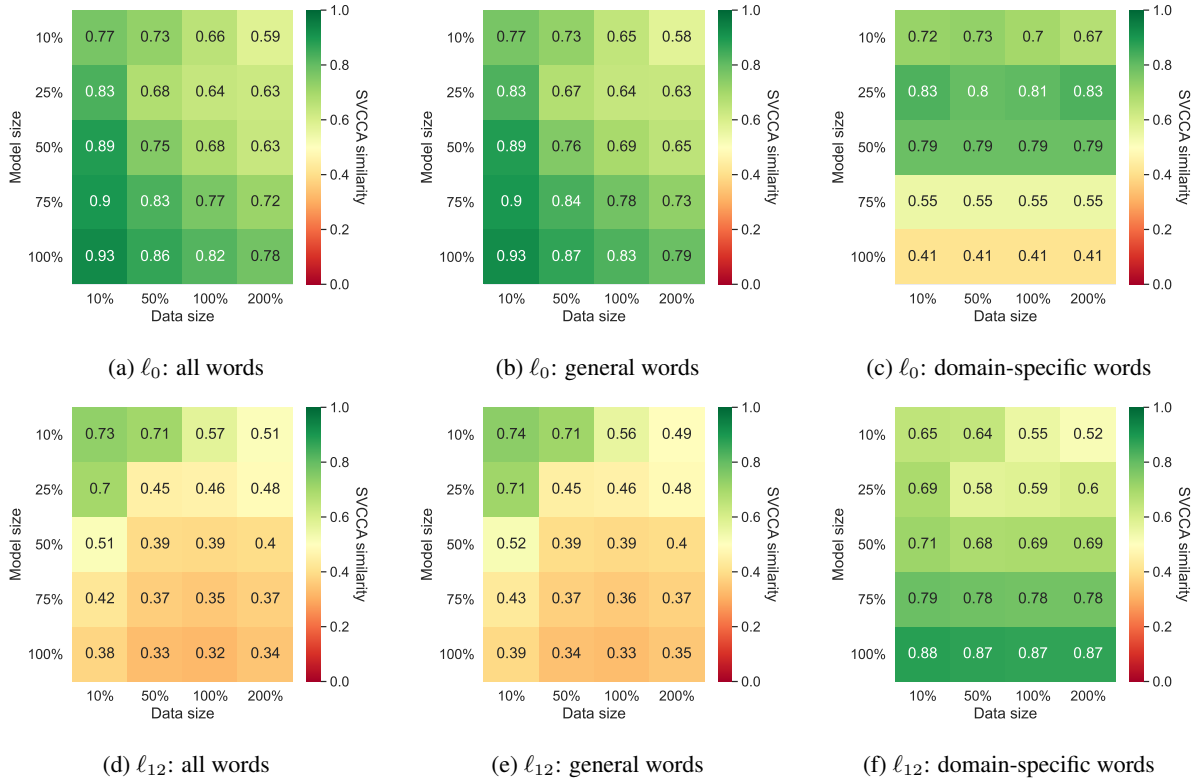 10% 0.77 0.73 0.66 0.59
25% 0.83 0.68 0.64 0.63
50% 0.89 0.75 0.68 0.63
75% 0.9 0.83 0.77 0.72
100% 0.93 0.86 0.82 0.78
10% 50% 100% 200%
Data size
Model size
1.0
0.8
0.6
0.4
0.2
0.0
SVCCA similarity
(a) ℓ0: all words
10% 0.77 0.73 0.65 0.58
25% 0.83 0.67 0.64 0.63
50% 0.89 0.76 0.69 0.65
75% 0.9 0.84 0.78 0.73
100% 0.93 0.87 0.83 0.79
10% 50% 100% 200%
Data size
Model size
1.0
0.8
0.6
0.4
0.2
0.0
SVCCA similarity
(b) ℓ0: general words
10% 0.72 0.73 0.7 0.67
25% 0.83 0.8 0.81 0.83
50% 0.79 0.79 0.79 0.79
75% 0.55 0.55 0.55 0.55
100% 0.41 0.41 0.41 0.41
10% 50% 100% 200%
Data size
Model size
1.0
0.8
0.6
0.4
0.2
0.0
SVCCA similarity
(c) ℓ0: domain-specific words
10% 0.73 0.71 0.57 0.51
25% 0.7 0.45 0.46 0.48
50% 0.51 0.39 0.39 0.4
75% 0.42 0.37 0.35 0.37
100% 0.38 0.33 0.32 0.34
10% 50% 100% 200%
Data size
Model size
1.0
0.8
0.6
0.4
0.2
0.0
SVCCA similarity
(d) ℓ12: all words
10% 0.74 0.71 0.56 0.49
25% 0.71 0.45 0.46 0.48
50% 0.52 0.39 0.39 0.4
75% 0.43 0.37 0.36 0.37
100% 0.39 0.34 0.33 0.35
10% 50% 100% 200%
Data size
Model size
1.0
0.8
0.6
0.4
0.2
0.0
SVCCA similarity
(e) ℓ12: general words
10% 0.65 0.64 0.55 0.52
25% 0.69 0.58 0.59 0.6
50% 0.71 0.68 0.69 0.69
75% 0.79 0.78 0.78 0.78
100% 0.88 0.87 0.87 0.87
10% 50% 100% 200%
Data size
Model size
1.0
0.8
0.6
0.4
0.2
0.0
SVCCA similarity
(f) ℓ12: domain-specific words